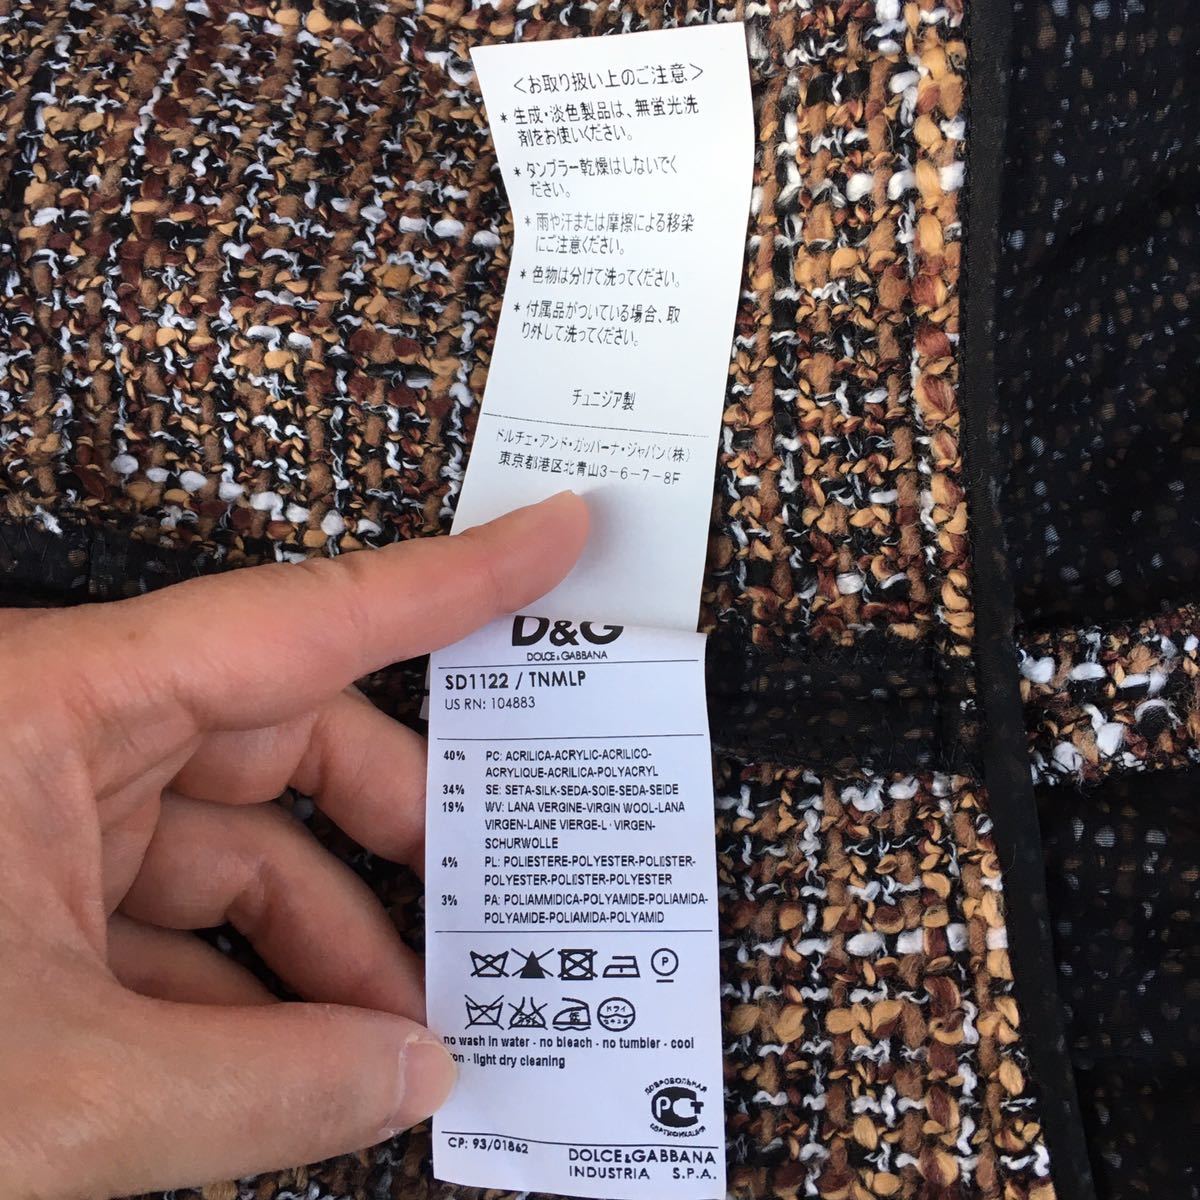 ＜お取り扱い上のご注意＞
* 生成・淡色製品は、無蛍光洗
剤をお使いください。
* タンブラー乾燥はしないでく
ださい。
* 雨や汗または摩擦による移染
にご注意ください。
* 色物は分けて洗ってください。
* 付属品がついている場合、取
り外して洗ってください。
チュニジア製
ドルチェ・アンド・ガッバーナ・ジャパン(株)
東京都港区北青山3-6-7-8F
D&G
DOLCE & GABBANA
SD1122 / TNMLP
US RN: 104883
40% PC: ACRILICA-ACRYLIC-ACRILICO-
ACRYLIQUE-ACRILICA-POLYACRYL
34% SE: SETA-SILK-SEDA-SOIE-SEDA-SEIDE
19% WV: LANA VERGINE-VIRGIN WOOL-LANA
VIRGEN-LAINE VIERGE-L· VIRGEN-
SCHURWOLLE
4% PL: POLIESTERE-POLYESTER-POLIESTER-
POLYESTER-POLIESTER-POLYESTER
3% PA: POLIAMMIDICA-POLYAMIDE-POLIAMIDA-
POLYAMIDE-POLIAMIDA-POLYAMID
P
低 ドライ
セキユ系
no wash in water - no bleach - no tumbler - cool
iron - light dry cleaning
ДОБРОВОЛЬНАЯ
РСТ
СЕРТИФИКАЦИЯ
CP: 93/01862
DOLCE&GABBANA
INDUSTRIA S.P.A.